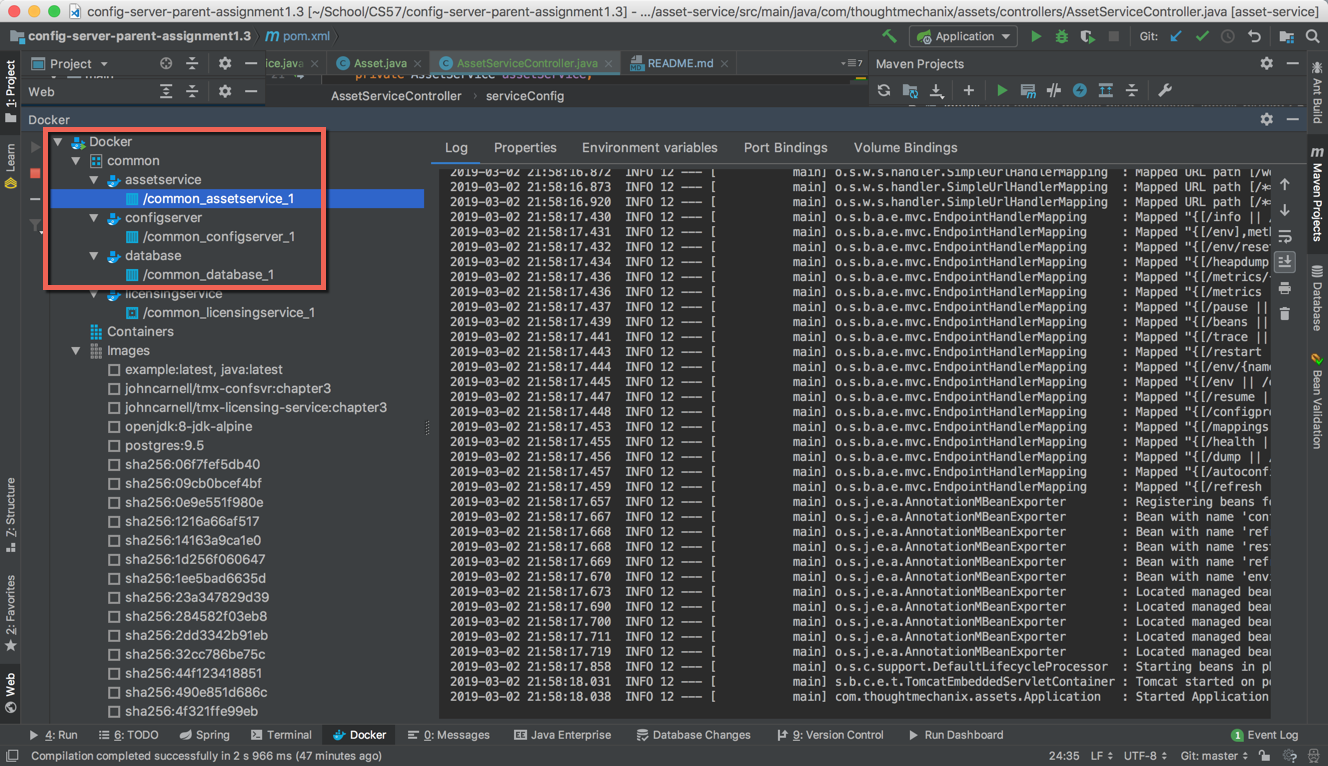 config-server-parent-assignment1.3 [~/School/CS57/config-server-parent-assignment1.3] - .../asset-service/src/main/java/com/thoughtmechanix/assets/controllers/AssetServiceController.java [asset-service]
config-server-parent-assignment1.3 m pom.xml Application Git:
Project ice.java Asset.java AssetServiceController.java README.md 7 Maven Projects
private AssetService assetService;
Web AssetServiceController serviceConfig
Docker
Docker Log Properties Environment variables Port Bindings Volume Bindings
common
assetservice
/common_assetservice_1
configserver
/common_configserver_1
database
/common_database_1
licensingservice
/common_licensingservice_1
Containers
Images
example:latest, java:latest
johncarnell/tmx-confsvr:chapter3
johncarnell/tmx-licensing-service:chapter3
openjdk:8-jdk-alpine
postgres:9.5
sha256:06f7fef5db40
sha256:09cb0bcef4bf
sha256:0e9e551f980e
sha256:1216a66af517
sha256:14163a9ca1e0
sha256:1d256f060647
sha256:1ee5bad6635d
sha256:23a347829d39
sha256:284582f03eb8
sha256:2dd3342b91eb
sha256:32cc786be75c
sha256:44f123418851
sha256:490e851d686c
sha256:4f321ffe99eb
2019-03-02 21:58:16.872 INFO 12 --- [ main] o.s.w.s.handler.SimpleUrlHandlerMapping : Mapped URL path [/we
2019-03-02 21:58:16.873 INFO 12 --- [ main] o.s.w.s.handler.SimpleUrlHandlerMapping : Mapped URL path [/**
2019-03-02 21:58:16.920 INFO 12 --- [ main] o.s.w.s.handler.SimpleUrlHandlerMapping : Mapped URL path [/**
2019-03-02 21:58:17.430 INFO 12 --- [ main] o.s.b.a.e.mvc.EndpointHandlerMapping : Mapped "{[/info || /
2019-03-02 21:58:17.431 INFO 12 --- [ main] o.s.b.a.e.mvc.EndpointHandlerMapping : Mapped "{[/env],meth
2019-03-02 21:58:17.432 INFO 12 --- [ main] o.s.b.a.e.mvc.EndpointHandlerMapping : Mapped "{[/env/reset
2019-03-02 21:58:17.434 INFO 12 --- [ main] o.s.b.a.e.mvc.EndpointHandlerMapping : Mapped "{[/heapdump
2019-03-02 21:58:17.436 INFO 12 --- [ main] o.s.b.a.e.mvc.EndpointHandlerMapping : Mapped "{[/metrics/
2019-03-02 21:58:17.436 INFO 12 --- [ main] o.s.b.a.e.mvc.EndpointHandlerMapping : Mapped "{[/metrics
2019-03-02 21:58:17.437 INFO 12 --- [ main] o.s.b.a.e.mvc.EndpointHandlerMapping : Mapped "{[/pause ||
2019-03-02 21:58:17.439 INFO 12 --- [ main] o.s.b.a.e.mvc.EndpointHandlerMapping : Mapped "{[/beans ||
2019-03-02 21:58:17.441 INFO 12 --- [ main] o.s.b.a.e.mvc.EndpointHandlerMapping : Mapped "{[/trace ||
2019-03-02 21:58:17.443 INFO 12 --- [ main] o.s.b.a.e.mvc.EndpointHandlerMapping : Mapped "{[/restart
2019-03-02 21:58:17.444 INFO 12 --- [ main] o.s.b.a.e.mvc.EndpointHandlerMapping : Mapped "{[/env/{name
2019-03-02 21:58:17.445 INFO 12 --- [ main] o.s.b.a.e.mvc.EndpointHandlerMapping : Mapped "{[/env || /e
2019-03-02 21:58:17.447 INFO 12 --- [ main] o.s.b.a.e.mvc.EndpointHandlerMapping : Mapped "{[/resume ||
2019-03-02 21:58:17.448 INFO 12 --- [ main] o.s.b.a.e.mvc.EndpointHandlerMapping : Mapped "{[/configpro
2019-03-02 21:58:17.453 INFO 12 --- [ main] o.s.b.a.e.mvc.EndpointHandlerMapping : Mapped "{[/mappings
2019-03-02 21:58:17.455 INFO 12 --- [ main] o.s.b.a.e.mvc.EndpointHandlerMapping : Mapped "{[/health ||
2019-03-02 21:58:17.456 INFO 12 --- [ main] o.s.b.a.e.mvc.EndpointHandlerMapping : Mapped "{[/dump || /
2019-03-02 21:58:17.457 INFO 12 --- [ main] o.s.b.a.e.mvc.EndpointHandlerMapping : Mapped "{[/autoconfi
2019-03-02 21:58:17.459 INFO 12 --- [ main] o.s.b.a.e.mvc.EndpointHandlerMapping : Mapped "{[/refresh
2019-03-02 21:58:17.657 INFO 12 --- [ main] o.s.j.e.a.AnnotationMBeanExporter : Registering beans fo
2019-03-02 21:58:17.667 INFO 12 --- [ main] o.s.j.e.a.AnnotationMBeanExporter : Bean with name 'conf
2019-03-02 21:58:17.668 INFO 12 --- [ main] o.s.j.e.a.AnnotationMBeanExporter : Bean with name 'refr
2019-03-02 21:58:17.668 INFO 12 --- [ main] o.s.j.e.a.AnnotationMBeanExporter : Bean with name 'rest
2019-03-02 21:58:17.669 INFO 12 --- [ main] o.s.j.e.a.AnnotationMBeanExporter : Bean with name 'refr
2019-03-02 21:58:17.670 INFO 12 --- [ main] o.s.j.e.a.AnnotationMBeanExporter : Bean with name 'envi
2019-03-02 21:58:17.673 INFO 12 --- [ main] o.s.j.e.a.AnnotationMBeanExporter : Located managed bean
2019-03-02 21:58:17.690 INFO 12 --- [ main] o.s.j.e.a.AnnotationMBeanExporter : Located managed bean
2019-03-02 21:58:17.700 INFO 12 --- [ main] o.s.j.e.a.AnnotationMBeanExporter : Located managed bean
2019-03-02 21:58:17.711 INFO 12 --- [ main] o.s.j.e.a.AnnotationMBeanExporter : Located managed bean
2019-03-02 21:58:17.719 INFO 12 --- [ main] o.s.j.e.a.AnnotationMBeanExporter : Located managed bean
2019-03-02 21:58:17.858 INFO 12 --- [ main] o.s.c.support.DefaultLifecycleProcessor : Starting beans in ph
2019-03-02 21:58:18.031 INFO 12 --- [ main] s.b.c.e.t.TomcatEmbeddedServletContainer : Tomcat started on po
2019-03-02 21:58:18.038 INFO 12 --- [ main] com.thoughtmechanix.assets.Application : Started Application
1: Project
Learn
Z: Structure
2: Favorites
Web
Ant Build
m Maven Projects
Database
Bean Validation
4: Run 6: TODO Spring Terminal Docker 0: Messages Java Enterprise Database Changes 9: Version Control Run Dashboard 1 Event Log
Compilation completed successfully in 2 s 966 ms (47 minutes ago) 24:35 LF UTF-8 Git: master